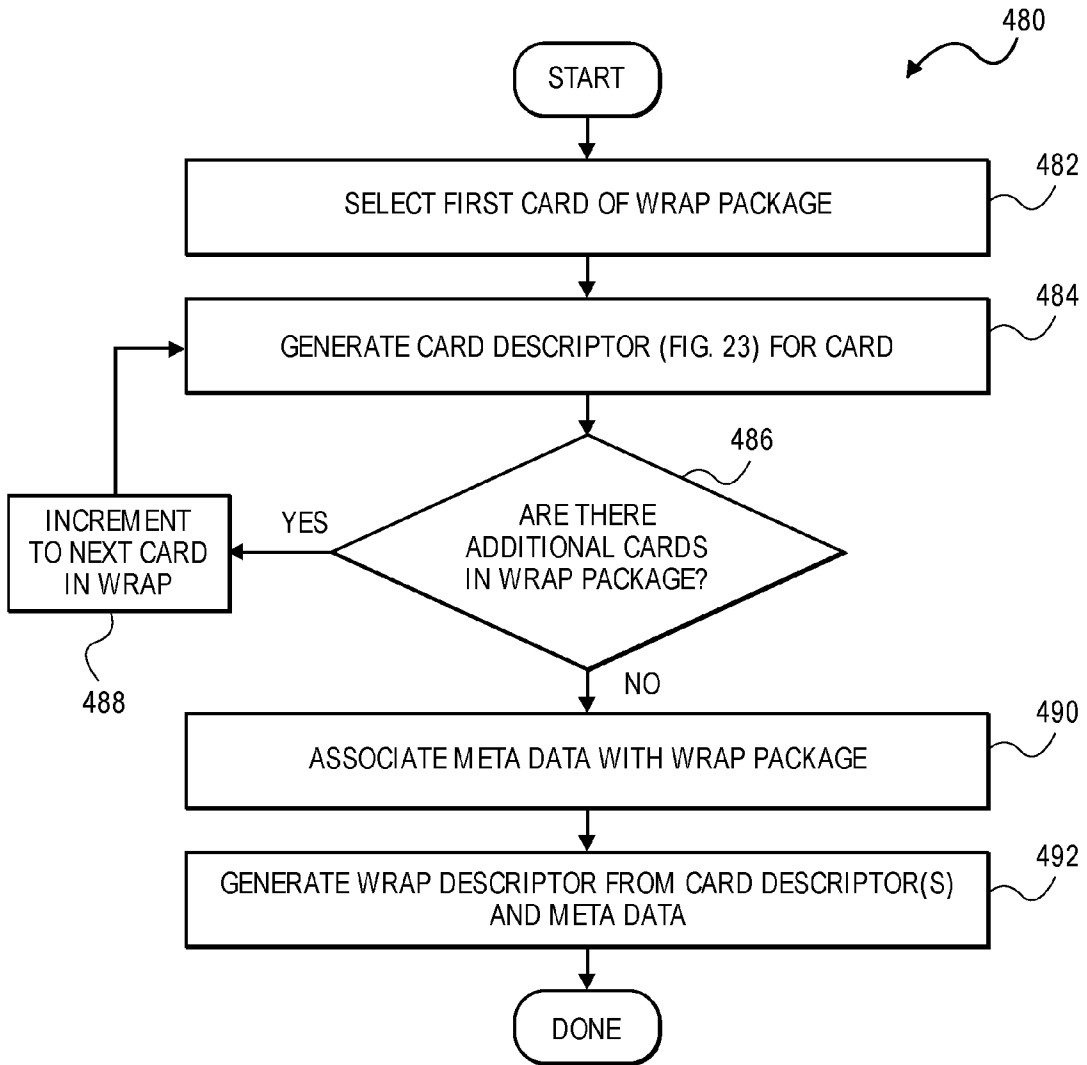 480
START
482
SELECT FIRST CARD OF WRAP PACKAGE
484
GENERATE CARD DESCRIPTOR (FIG. 23) FOR CARD
486
ARE THERE
ADDITIONAL CARDS
IN WRAP PACKAGE?
YES
INCREMENT
TO NEXT CARD
IN WRAP
488
NO
490
ASSOCIATE META DATA WITH WRAP PACKAGE
492
GENERATE WRAP DESCRIPTOR FROM CARD DESCRIPTOR(S)
AND META DATA
DONE